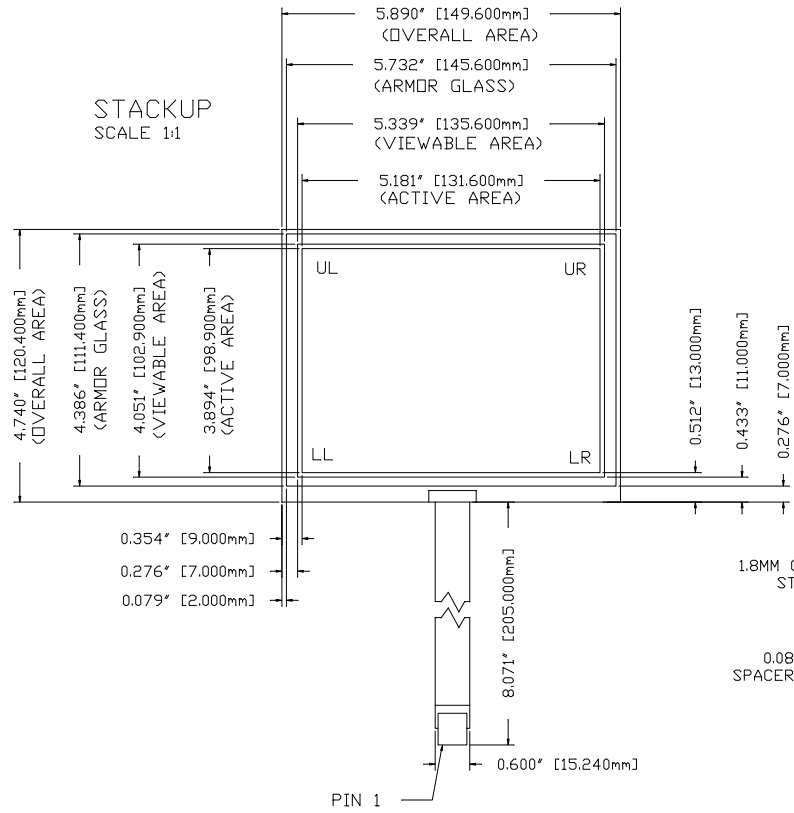 5.890" [149.600mm]
(OVERALL AREA)
5.732" [145.600mm]
(ARMOR GLASS)
STACKUP
SCALE 1:1
5.339" [135.600mm]
(VIEWABLE AREA)
5.181" [131.600mm]
(ACTIVE AREA)
UL
UR
LL
LR
4.740" [120.400mm]
(OVERALL AREA)
4.386" [111.400mm]
(ARMOR GLASS)
4.051" [102.900mm]
(VIEWABLE AREA)
3.894" [98.900mm]
(ACTIVE AREA)
0.512" [13.000mm]
0.433" [11.000mm]
0.276" [7.000mm]
0.354" [9.000mm]
0.276" [7.000mm]
0.079" [2.000mm]
8.071" [205.000mm]
1.8MM
ST
0.08
SPACER
0.600" [15.240mm]
PIN 1